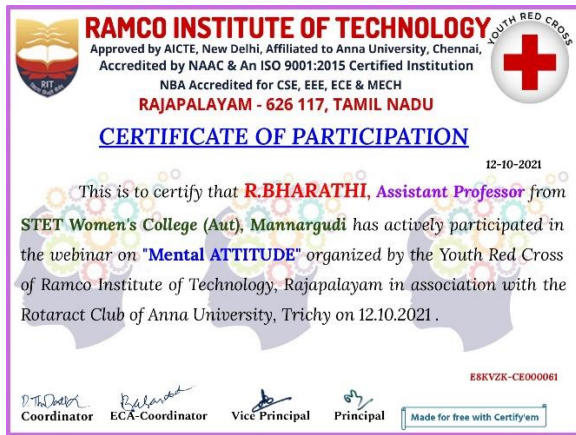 RAMCO INSTITUTE OF TECHNOLOGY
YOUTH RED CROSS
Approved by AICTE, New Delhi, Affiliated to Anna University, Chennai,
Accredited by NAAC & An ISO 9001:2015 Certified Institution
NBA Accredited for CSE, EEE, ECE & MECH
RIT
RAJAPALAYAM - 626 117, TAMIL NADU
CERTIFICATE OF PARTICIPATION
12-10-2021
This is to certify that R.BHARATHI, Assistant Professor from
STET Women's College (Aut), Mannargudi has actively participated in
the webinar on "Mental ATTITUDE" organized by the Youth Red Cross
of Ramco Institute of Technology, Rajapalayam in association with the
Rotaract Club of Anna University, Trichy on 12.10.2021 .
E8KVZK-CE000061
Coordinator ECA-Coordinator Vice Principal Principal
Made for free with Certify'em